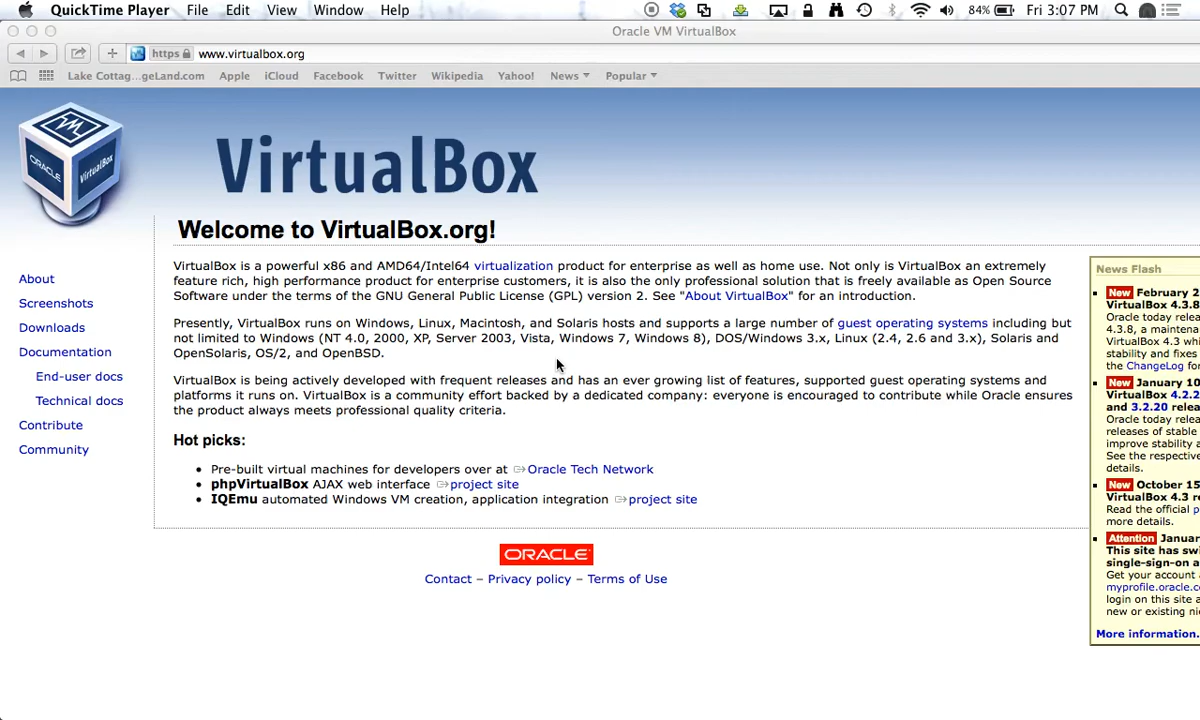 QuickTime Player File Edit View Window Help 84% Fri 3:07 PM
Oracle VM VirtualBox
https www.virtualbox.org
Lake Cottag...geLand.com Apple iCloud Facebook Twitter Wikipedia Yahoo! News Popular
ORACLE VirtualBox
VirtualBox
Welcome to VirtualBox.org!
About
Screenshots
Downloads
Documentation
End-user docs
Technical docs
Contribute
Community
VirtualBox is a powerful x86 and AMD64/Intel64 virtualization product for enterprise as well as home use. Not only is VirtualBox an extremely
feature rich, high performance product for enterprise customers, it is also the only professional solution that is freely available as Open Source
Software under the terms of the GNU General Public License (GPL) version 2. See "About VirtualBox" for an introduction.
Presently, VirtualBox runs on Windows, Linux, Macintosh, and Solaris hosts and supports a large number of guest operating systems including but
not limited to Windows (NT 4.0, 2000, XP, Server 2003, Vista, Windows 7, Windows 8), DOS/Windows 3.x, Linux (2.4, 2.6 and 3.x), Solaris and
OpenSolaris, OS/2, and OpenBSD.
VirtualBox is being actively developed with frequent releases and has an ever growing list of features, supported guest operating systems and
platforms it runs on. VirtualBox is a community effort backed by a dedicated company: everyone is encouraged to contribute while Oracle ensures
the product always meets professional quality criteria.
Hot picks:
• Pre-built virtual machines for developers over at Oracle Tech Network
• phpVirtualBox AJAX web interface project site
• IQEmu automated Windows VM creation, application integration project site
ORACLE
Contact – Privacy policy – Terms of Use
News Flash
New February 2
VirtualBox 4.3.8
Oracle today relea
4.3.8, a maintena
VirtualBox 4.3 whi
stability and fixes
the ChangeLog for
New January 10
VirtualBox 4.2.2
and 3.2.20 relea
Oracle today relea
releases of stable
improve stability a
See the respective
details.
New October 15
VirtualBox 4.3 re
Read the official p
more details.
Attention Januar
This site has swi
single-sign-on a
Get your account a
myprofile.oracle.co
login on this site a
new or existing nic
More information.